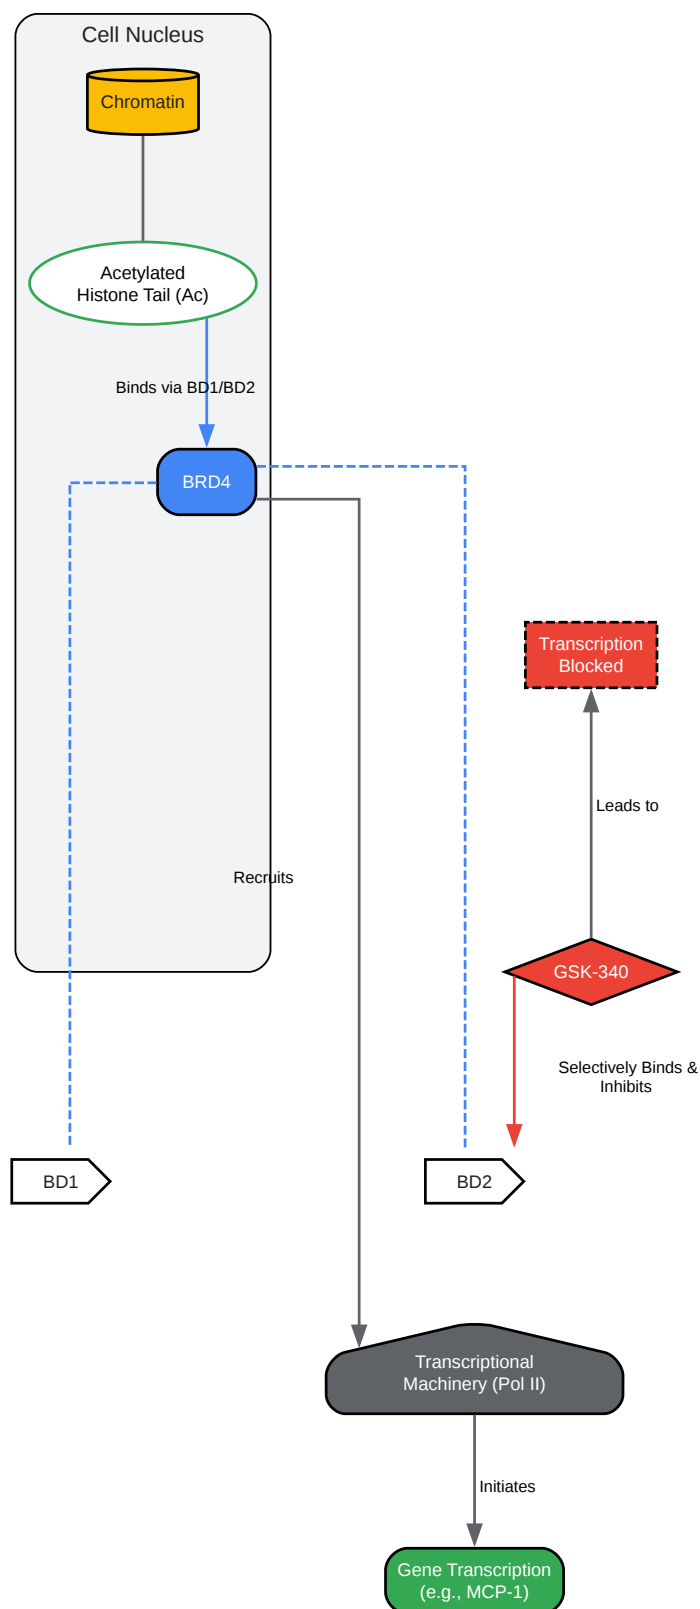 Cell Nucleus
Chromatin
Acetylated
Histone Tail (Ac)
Binds via BD1/BD2
BRD4
Transcription
Blocked
Leads to
Recruits
GSK-340
Selectively Binds &
Inhibits
BD1
BD2
Transcriptional
Machinery (Pol II)
Initiates
Gene Transcription
(e.g., MCP-1)